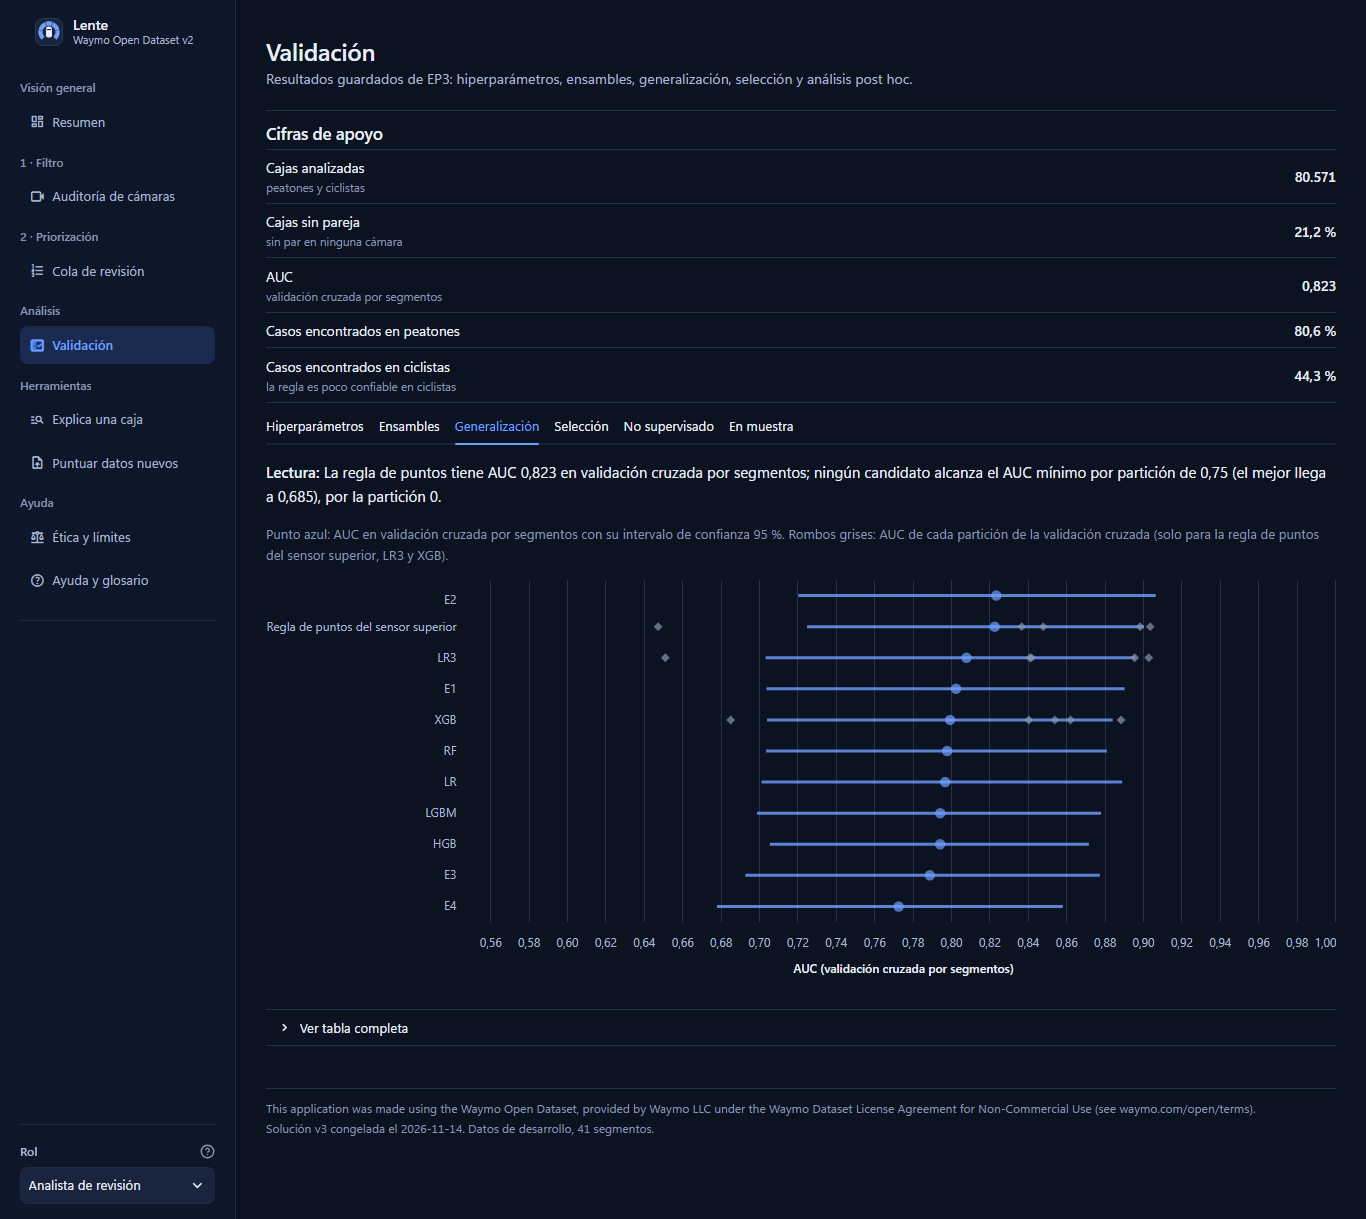 Lente
Waymo Open Dataset v2
Visión general
Resumen
1 · Filtro
Auditoría de cámaras
2 · Priorización
Cola de revisión
Análisis
Validación
Herramientas
Explica una caja
Puntuar datos nuevos
Ayuda
Ética y límites
Ayuda y glosario
Rol
Analista de revisión
Validación
Resultados guardados de EP3: hiperparámetros, ensambles, generalización, selección y análisis post hoc.
Cifras de apoyo
Cajas analizadas
peatones y ciclistas
80.571
Cajas sin pareja
sin par en ninguna cámara
21,2 %
AUC
validación cruzada por segmentos
0,823
Casos encontrados en peatones
80,6 %
Casos encontrados en ciclistas
la regla es poco confiable en ciclistas
44,3 %
Hiperparámetros Ensambles Generalización Selección No supervisado En muestra
Lectura: La regla de puntos tiene AUC 0,823 en validación cruzada por segmentos; ningún candidato alcanza el AUC mínimo por partición de 0,75 (el mejor llega
a 0,685), por la partición 0.
Punto azul: AUC en validación cruzada por segmentos con su intervalo de confianza 95 %. Rombos grises: AUC de cada partición de la validación cruzada (solo para la regla de puntos
del sensor superior, LR3 y XGB).
E2
Regla de puntos del sensor superior
LR3
E1
XGB
RF
LR
LGBM
HGB
E3
E4
0,56 0,58 0,60 0,62 0,64 0,66 0,68 0,70 0,72 0,74 0,76 0,78 0,80 0,82 0,84 0,86 0,88 0,90 0,92 0,94 0,96 0,98 1,00
AUC (validación cruzada por segmentos)
Ver tabla completa
This application was made using the Waymo Open Dataset, provided by Waymo LLC under the Waymo Dataset License Agreement for Non-Commercial Use (see waymo.com/open/terms).
Solución v3 congelada el 2026-11-14. Datos de desarrollo, 41 segmentos.